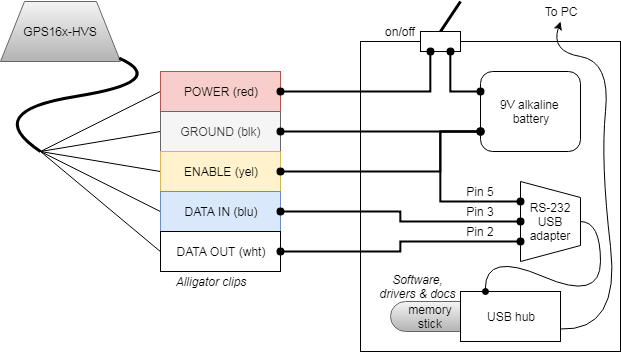 GPS16x-HVS
To PC
on/off
POWER (red)
9V alkaline
battery
GROUND (blk)
ENABLE (yel)
Pin 5
DATA IN (blu)
Pin 3
RS-232
USB
adapter
Pin 2
DATA OUT (wht)
Alligator clips
Software,
drivers & docs
memory
stick
USB hub